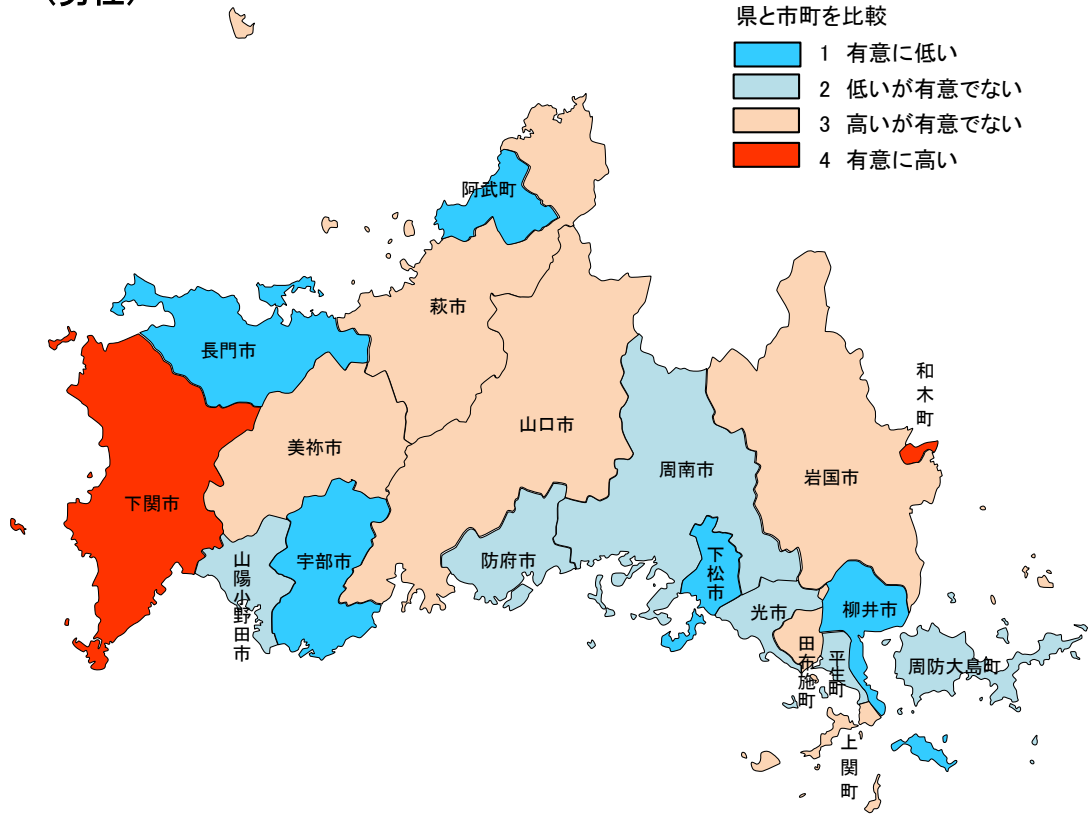 県と市町を比較
1 有意に低い
2 低いが有意でない
3 高いが有意でない
4 有意に高い
阿武町
萩市
長門市
和木町
山口市
美祢市
周南市
岩国市
下関市
防府市
宇部市
下松市
山陽小野田市
光市
柳井市
田布施町
平生町
周防大島町
上関町